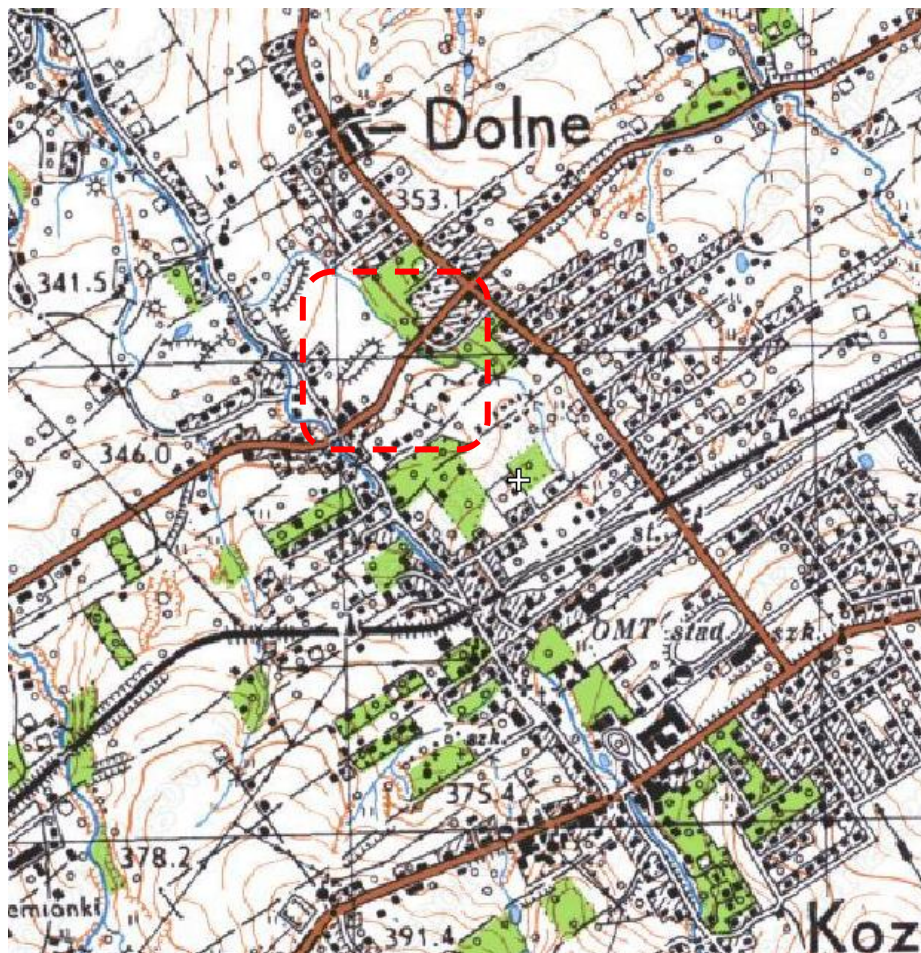 Dolne
353.1
341.5
346.0
st. tt
OMT stad. szk.
szk.
375.4
378.2
emianki
391.4
Koz